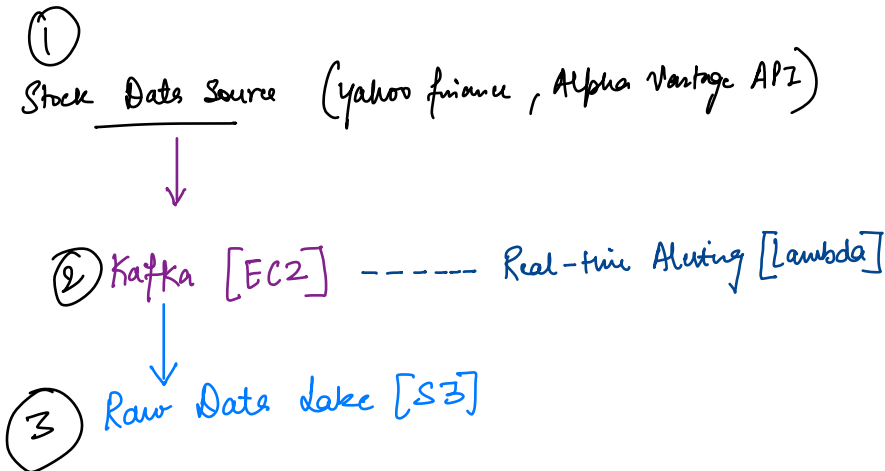 1
Stock Data Source (yahoo finance, Alpha Vantage API)
2 Kafka [EC2] ------ Real-time Alerting [Lambda]
3 Raw Data Lake [S3]